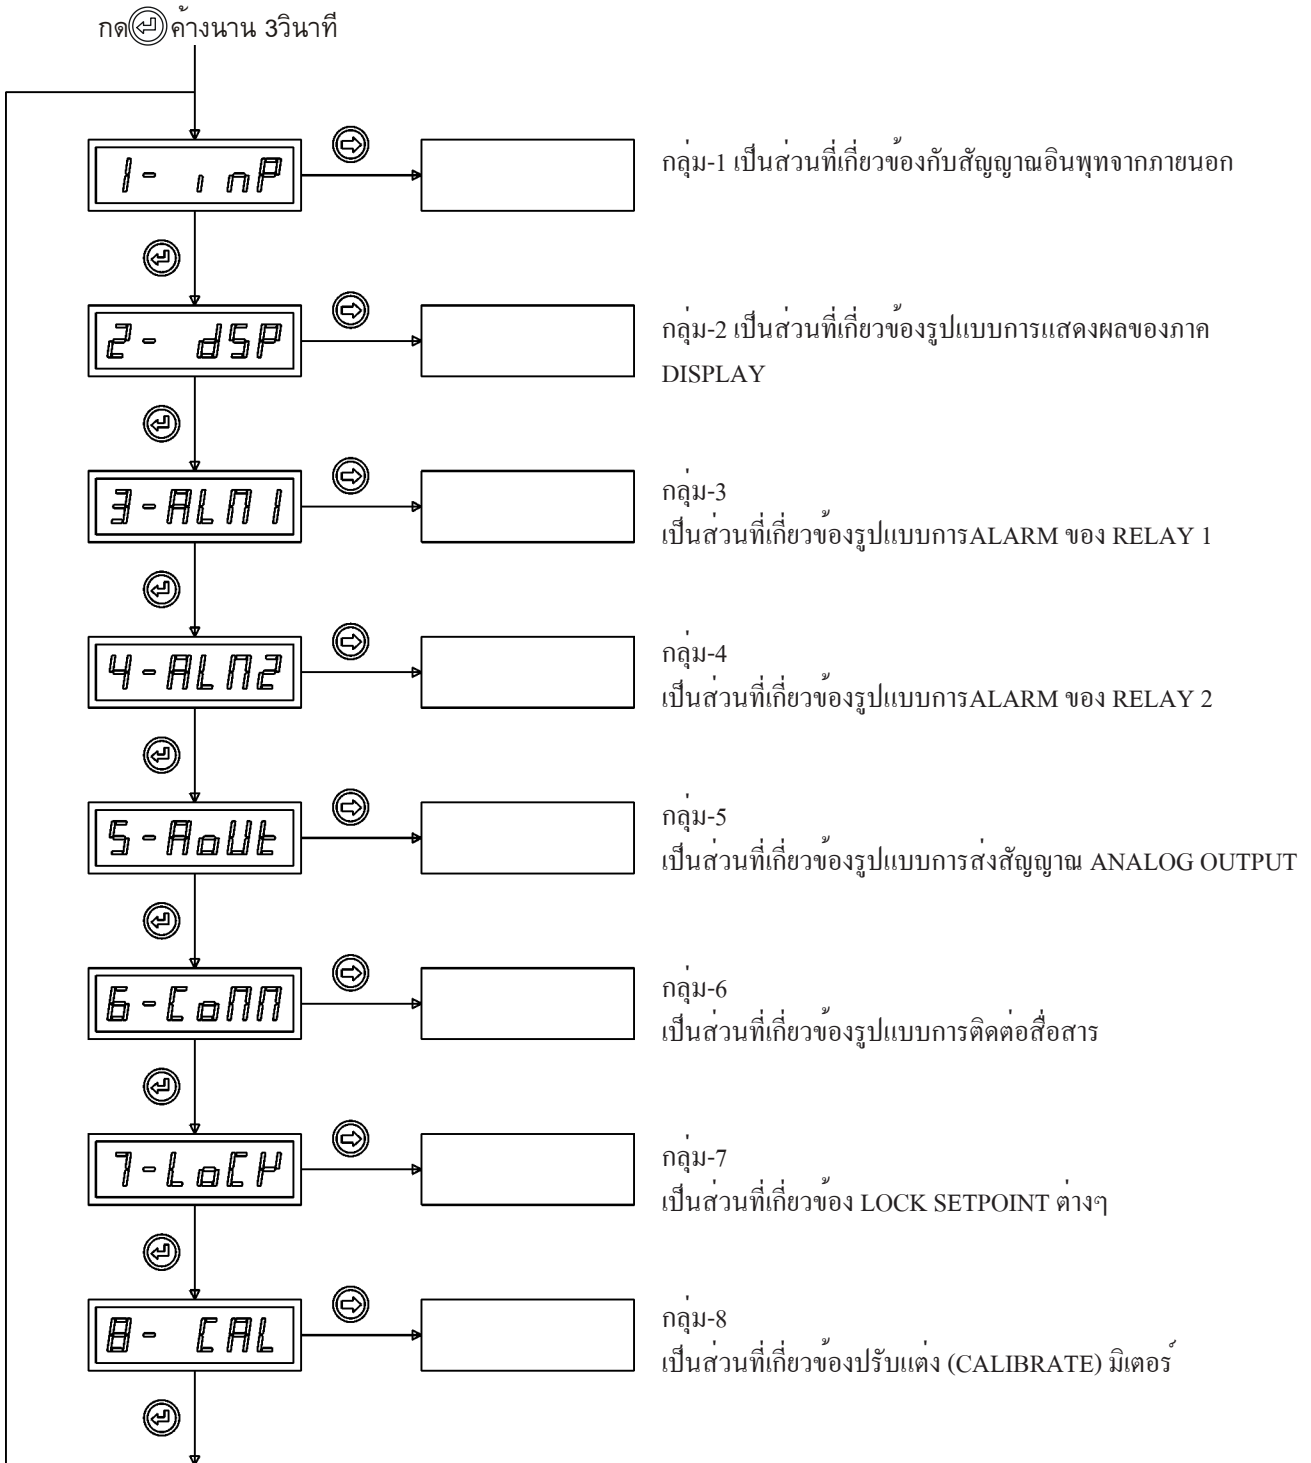 กด ค้างนาน 3วินาที
1- inP
กลุ่ม-1 เป็นส่วนที่เกี่ยวข้องกับสัญญาณอินพุทจากภายนอก
2- dSP
กลุ่ม-2 เป็นส่วนที่เกี่ยวข้องรูปแบบการแสดงผลของภาค
DISPLAY
3-ALM1
กลุ่ม-3
เป็นส่วนที่เกี่ยวข้องรูปแบบการALARM ของ RELAY 1
4-ALM2
กลุ่ม-4
เป็นส่วนที่เกี่ยวข้องรูปแบบการALARM ของ RELAY 2
5-AoUt
กลุ่ม-5
เป็นส่วนที่เกี่ยวข้องรูปแบบการส่งสัญญาณ ANALOG OUTPUT
6-CoMM
กลุ่ม-6
เป็นส่วนที่เกี่ยวข้องรูปแบบการติดต่อสื่อสาร
7-LoCK
กลุ่ม-7
เป็นส่วนที่เกี่ยวข้อง LOCK SETPOINT ต่างๆ
8- CAL
กลุ่ม-8
เป็นส่วนที่เกี่ยวข้องปรับแต่ง (CALIBRATE) มิเตอร์